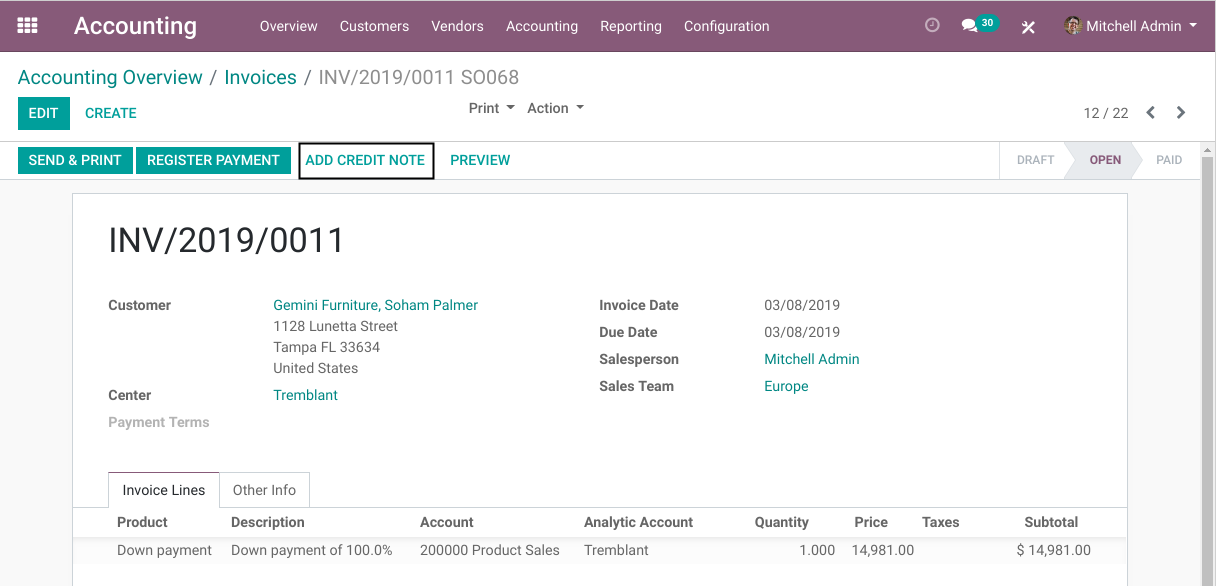 Accounting Overview Customers Vendors Accounting Reporting Configuration 30 Mitchell Admin
Accounting Overview / Invoices / INV/2019/0011 SO068
EDIT CREATE Print Action 12 / 22
SEND & PRINT REGISTER PAYMENT ADD CREDIT NOTE PREVIEW DRAFT OPEN PAID
INV/2019/0011
Customer Gemini Furniture, Soham Palmer Invoice Date 03/08/2019
1128 Lunetta Street Due Date 03/08/2019
Tampa FL 33634 Salesperson Mitchell Admin
United States Sales Team Europe
Center Tremblant
Payment Terms
Invoice Lines Other Info
Product Description Account Analytic Account Quantity Price Taxes Subtotal
Down payment Down payment of 100.0% 200000 Product Sales Tremblant 1.000 14,981.00 $ 14,981.00